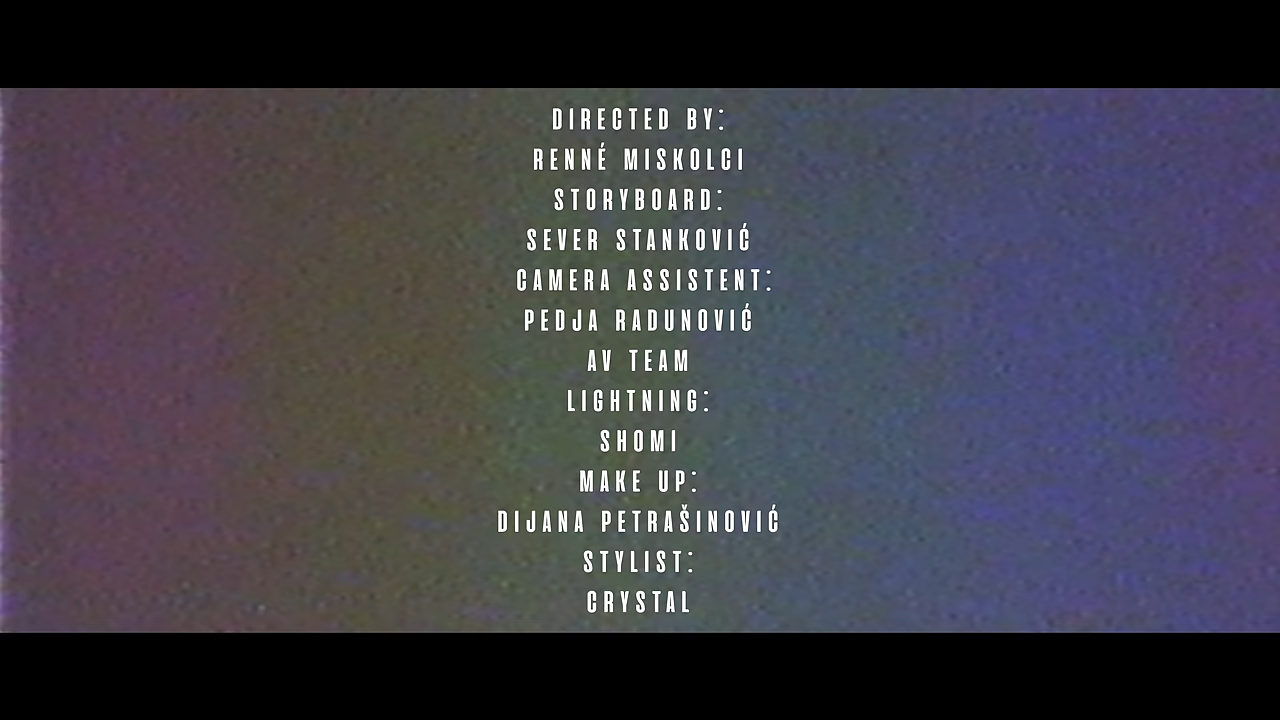 DIRECTED BY:
RENNÉ MISKOLCI
STORYBOARD:
SEVER STANKOVIĆ
CAMERA ASSISTENT:
PEDJA RADUNOVIĆ
AV TEAM
LIGHTNING:
SHOMI
MAKE UP:
DIJANA PETRAŠINOVIĆ
STYLIST:
CRYSTAL